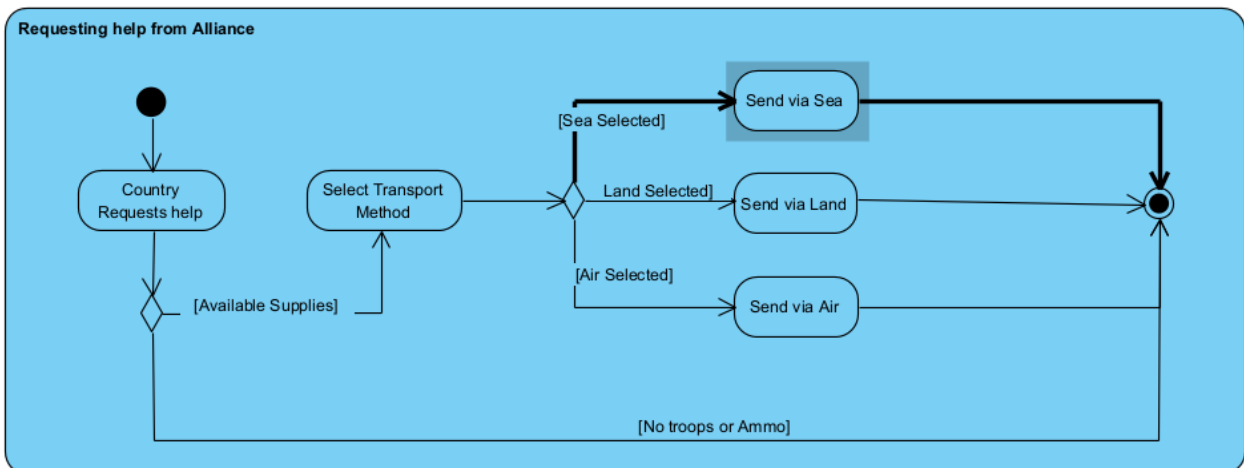 Requesting help from Alliance
Send via Sea
[Sea Selected]
Country
Requests help
Select Transport
Method
Land Selected]
Send via Land
[Air Selected]
[Available Supplies]
Send via Air
[No troops or Ammo]